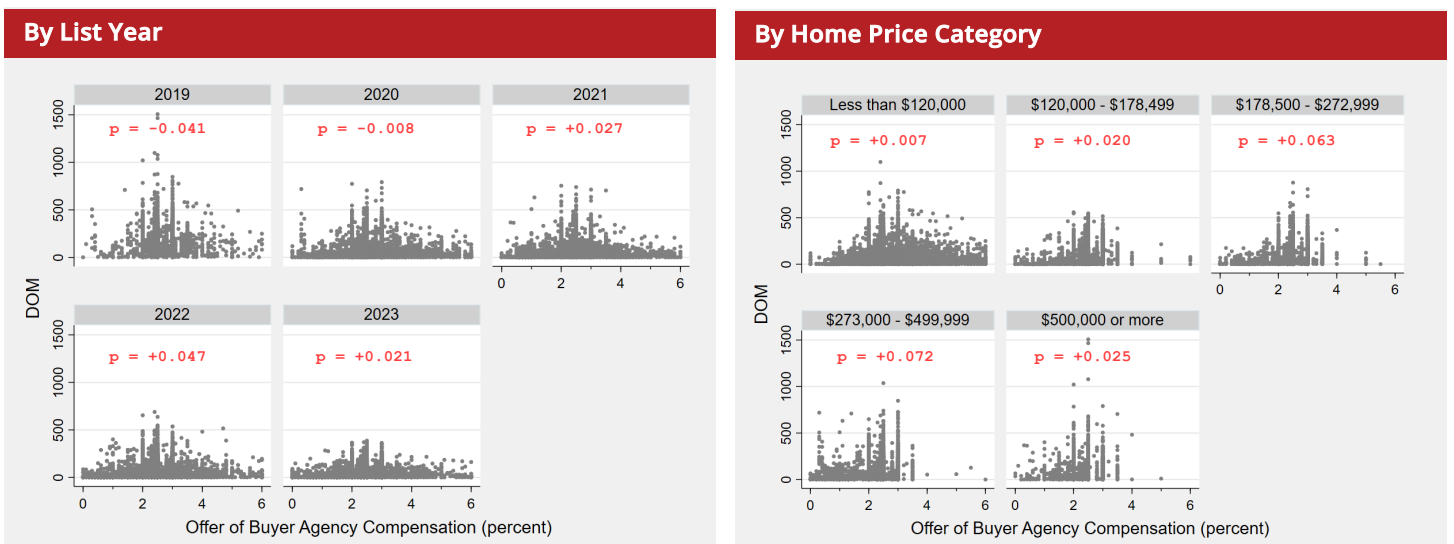 By List Year
2019 2020 2021
1500
1000
500
0
p = -0.041 p = -0.008 p = +0.027
0 2 4 6
DOM
2022 2023
1500
1000
500
0
p = +0.047 p = +0.021
0 2 4 6 0 2 4 6
Offer of Buyer Agency Compensation (percent)
By Home Price Category
Less than $120,000 $120,000 - $178,499 $178,500 - $272,999
1500
1000
500
0
p = +0.007 p = +0.020 p = +0.063
0 2 4 6
DOM
$273,000 - $499,999 $500,000 or more
1500
1000
500
0
p = +0.072 p = +0.025
0 2 4 6 0 2 4 6
Offer of Buyer Agency Compensation (percent)